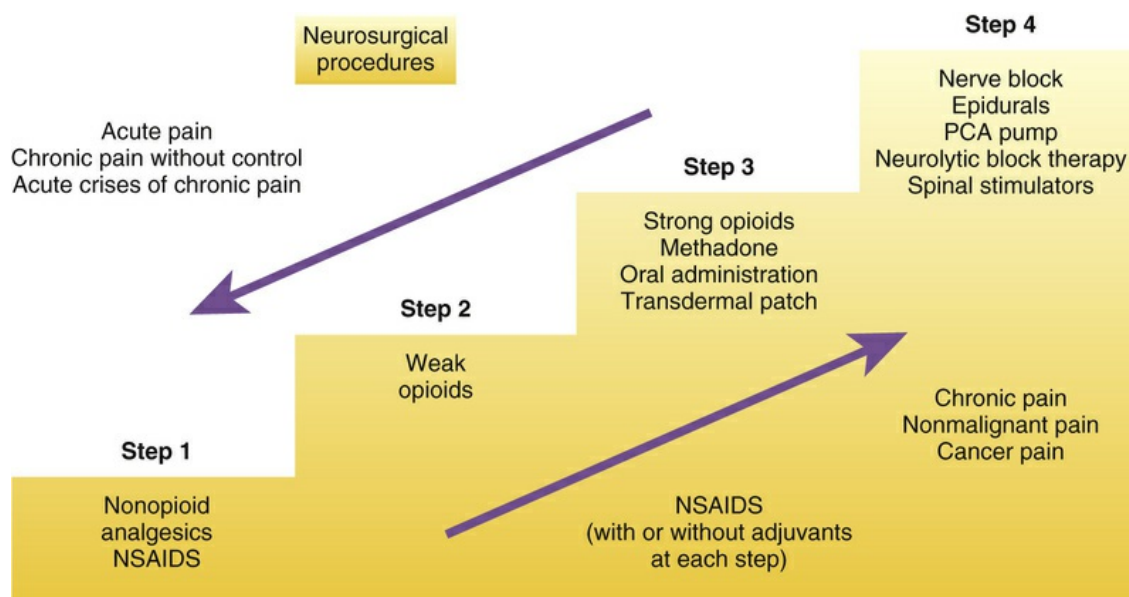 Neurosurgical
procedures
Acute pain
Chronic pain without control
Acute crises of chronic pain
Step 1
Nonopioid
analgesics
NSAIDS
Step 2
Weak
opioids
Step 3
Strong opioids
Methadone
Oral administration
Transdermal patch
Step 4
Nerve block
Epidurals
PCA pump
Neurolytic block therapy
Spinal stimulators
Chronic pain
Nonmalignant pain
Cancer pain
NSAIDS
(with or without adjuvants
at each step)